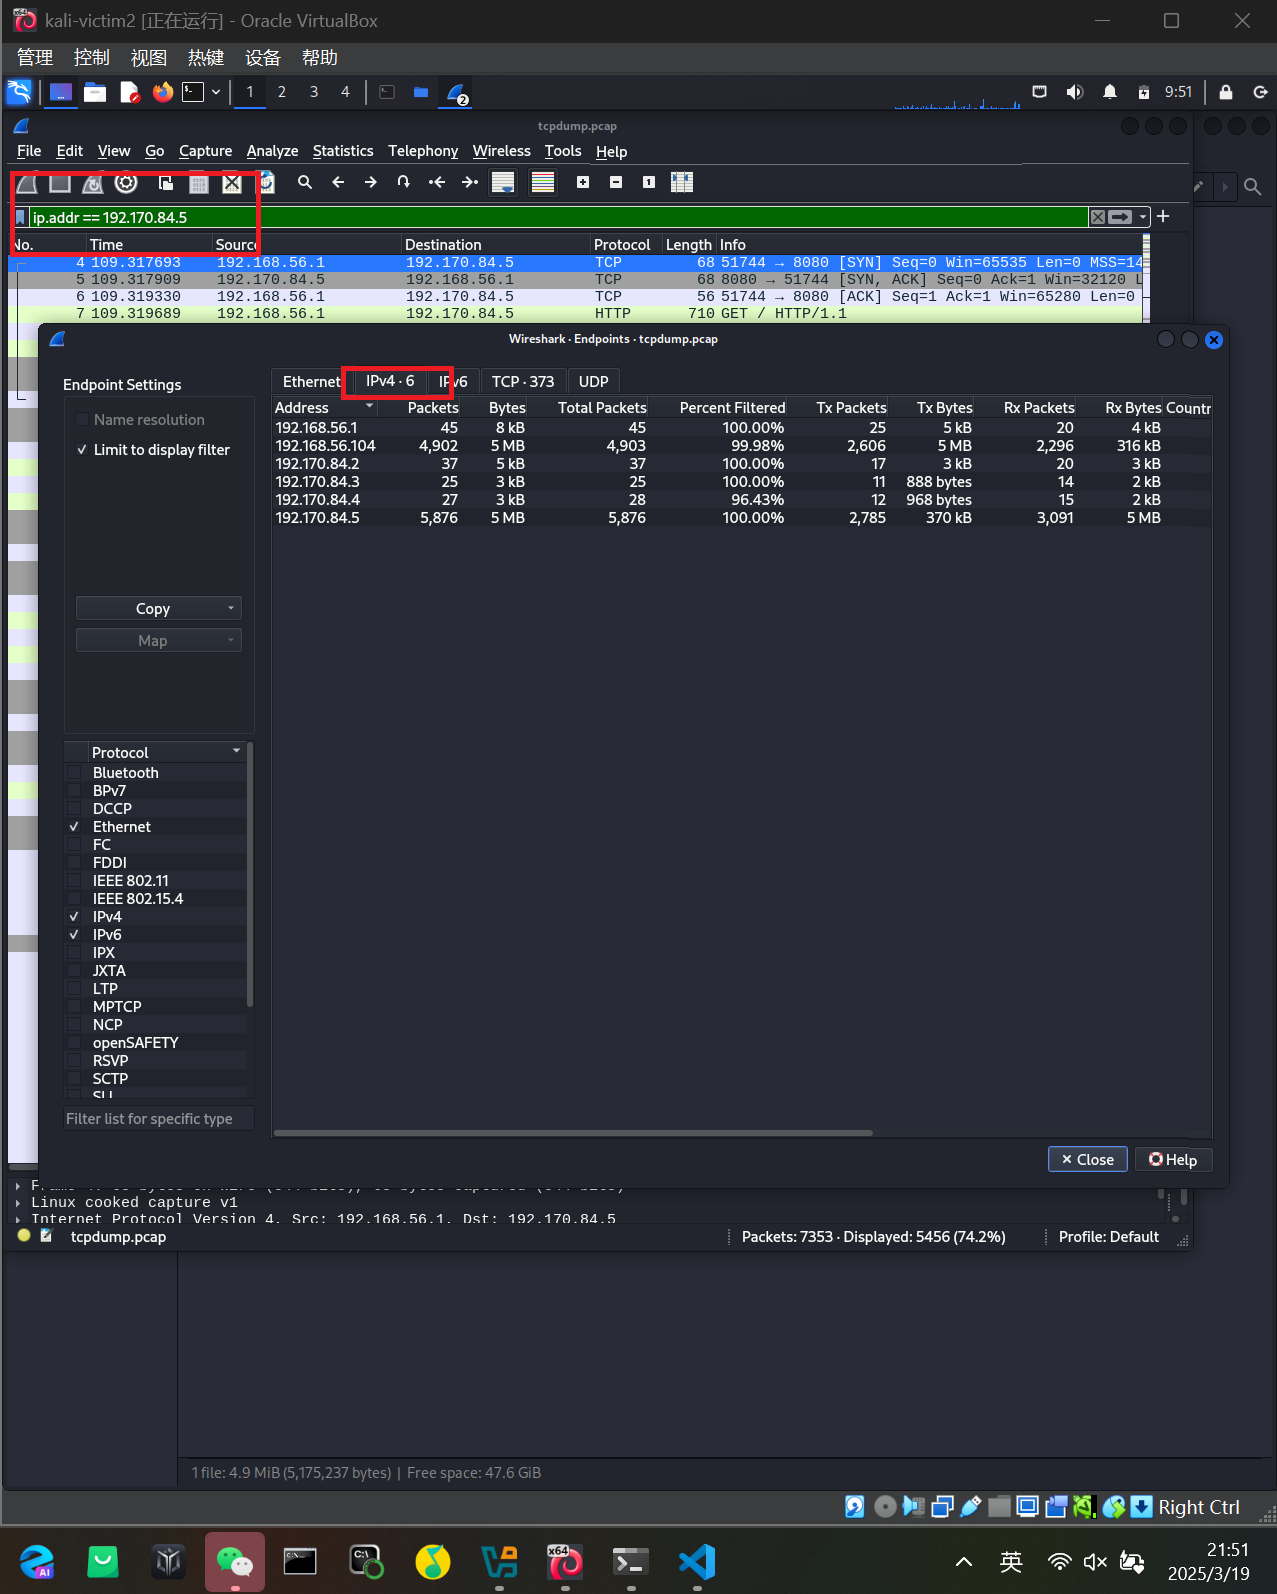 kali-victim2 [正在运行] - Oracle VirtualBox
管理 控制 视图 热键 设备 帮助
1 2 3 4 2 9:51
tcpdump.pcap
File Edit View Go Capture Analyze Statistics Telephony Wireless Tools Help
ip.addr == 192.170.84.5
No. Time Source Destination Protocol Length Info
4 109.317693 192.168.56.1 192.170.84.5 TCP 68 51744 → 8080 [SYN] Seq=0 Win=65535 Len=0 MSS=14
5 109.317909 192.170.84.5 192.168.56.1 TCP 68 8080 → 51744 [SYN, ACK] Seq=0 Ack=1 Win=32120 L
6 109.319330 192.168.56.1 192.170.84.5 TCP 56 51744 → 8080 [ACK] Seq=1 Ack=1 Win=65280 Len=0
7 109.319689 192.168.56.1 192.170.84.5 HTTP 710 GET / HTTP/1.1
Wireshark · Endpoints · tcpdump.pcap
Endpoint Settings
Name resolution
Limit to display filter
Copy
Map
Protocol
Bluetooth
BPv7
DCCP
Ethernet
FC
FDDI
IEEE 802.11
IEEE 802.15.4
IPv4
IPv6
IPX
JXTA
LTP
MPTCP
NCP
openSAFETY
RSVP
SCTP
SLL
Filter list for specific type
Ethernet IPv4 · 6 IPv6 TCP · 373 UDP
Address Packets Bytes Total Packets Percent Filtered Tx Packets Tx Bytes Rx Packets Rx Bytes Countr
192.168.56.1 45 8 kB 45 100.00% 25 5 kB 20 4 kB
192.168.56.104 4,902 5 MB 4,903 99.98% 2,606 5 MB 2,296 316 kB
192.170.84.2 37 5 kB 37 100.00% 17 3 kB 20 3 kB
192.170.84.3 25 3 kB 25 100.00% 11 888 bytes 14 2 kB
192.170.84.4 27 3 kB 28 96.43% 12 968 bytes 15 2 kB
192.170.84.5 5,876 5 MB 5,876 100.00% 2,785 370 kB 3,091 5 MB
Close Help
Linux cooked capture v1
Internet Protocol Version 4, Src: 192.168.56.1, Dst: 192.170.84.5
tcpdump.pcap Packets: 7353 · Displayed: 5456 (74.2%) Profile: Default
1 file: 4.9 MiB (5,175,237 bytes) | Free space: 47.6 GiB
Right Ctrl
英 21:51
2025/3/19